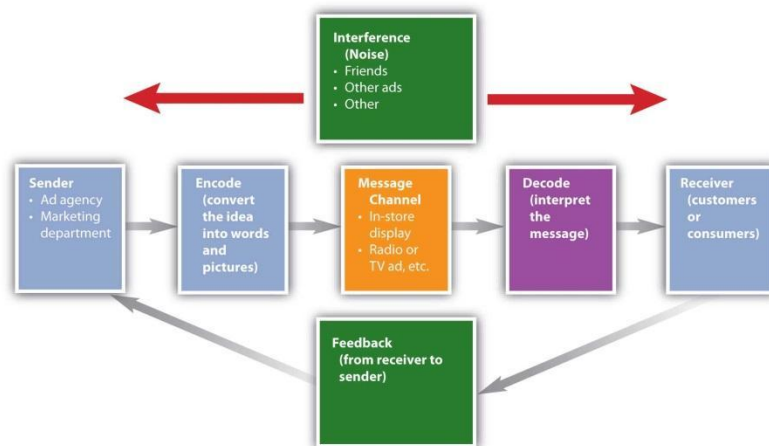 Interference
(Noise)
• Friends
• Other ads
• Other
Sender
• Ad agency
• Marketing
department
Encode
(convert
the idea
into words
and
pictures)
Message
Channel
• In-store
display
• Radio or
TV ad, etc.
Decode
(interpret
the
message)
Receiver
(customers
or
consumers)
Feedback
(from receiver to
sender)